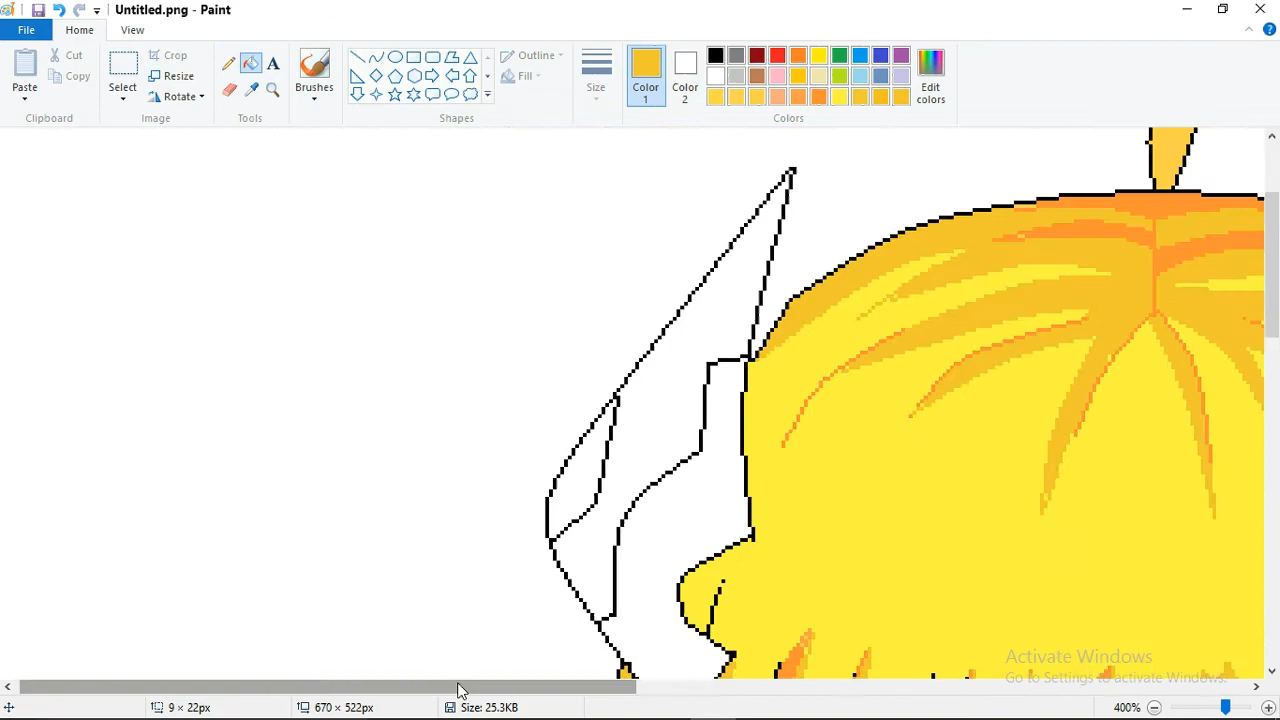 Untitled.png - Paint
File Home View
Paste Cut Copy Clipboard
Select Crop Resize Rotate Image
A Tools
Brushes
Outline Fill Shapes
Size
Color 1 Color 2 Edit colors Colors
Activate Windows
Go to Settings to activate Windows.
9 × 22px 670 × 522px Size: 25.3KB 400%